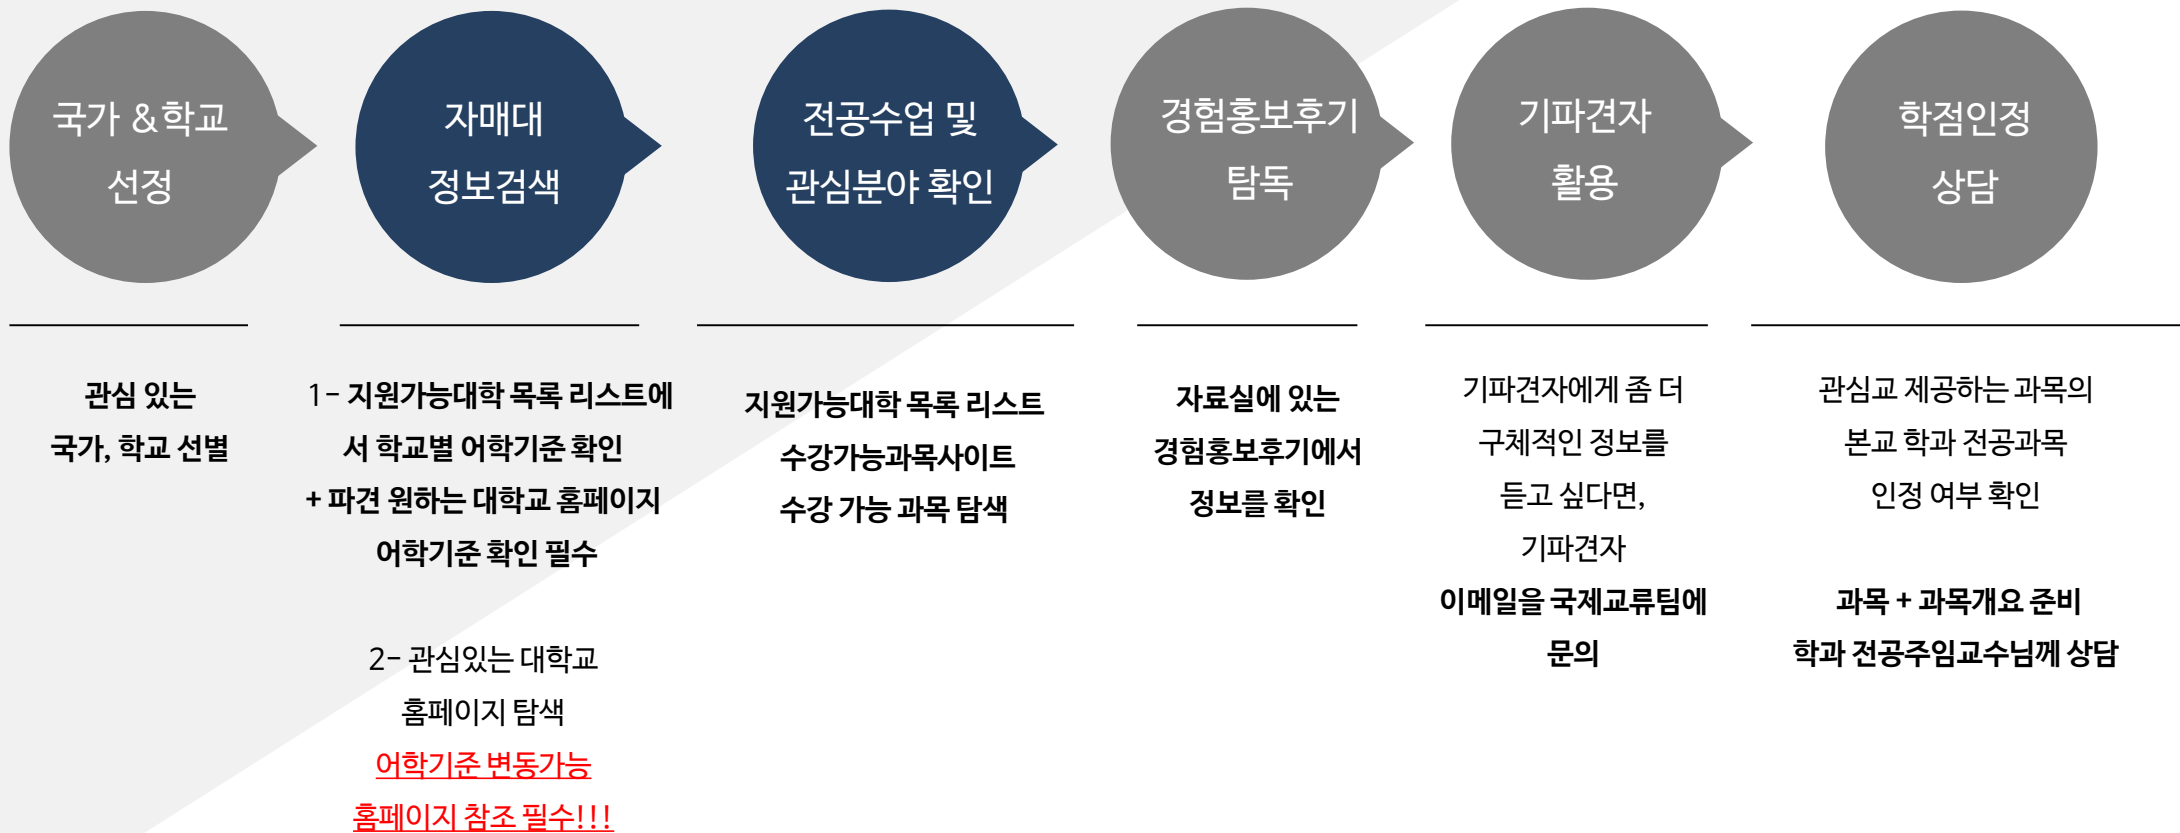 국가 &학교
선정
자매대
정보검색
전공수업 및
관심분야 확인
경험홍보후기
탐독
기파견자
활용
학점인정
상담
관심 있는
국가, 학교 선별
1- 지원가능대학 목록 리스트에
서 학교별 어학기준 확인
+ 파견 원하는 대학교 홈페이지
어학기준 확인 필수
2- 관심있는 대학교
홈페이지 탐색
어학기준 변동가능
홈페이지 참조 필수!!!
지원가능대학 목록 리스트
수강가능과목사이트
수강 가능 과목 탐색
자료실에 있는
경험홍보후기에서
정보를 확인
기파견자에게 좀 더
구체적인 정보를
듣고 싶다면,
기파견자
이메일을 국제교류팀에
문의
관심교 제공하는 과목의
본교 학과 전공과목
인정 여부 확인
과목 + 과목개요 준비
학과 전공주임교수님께 상담